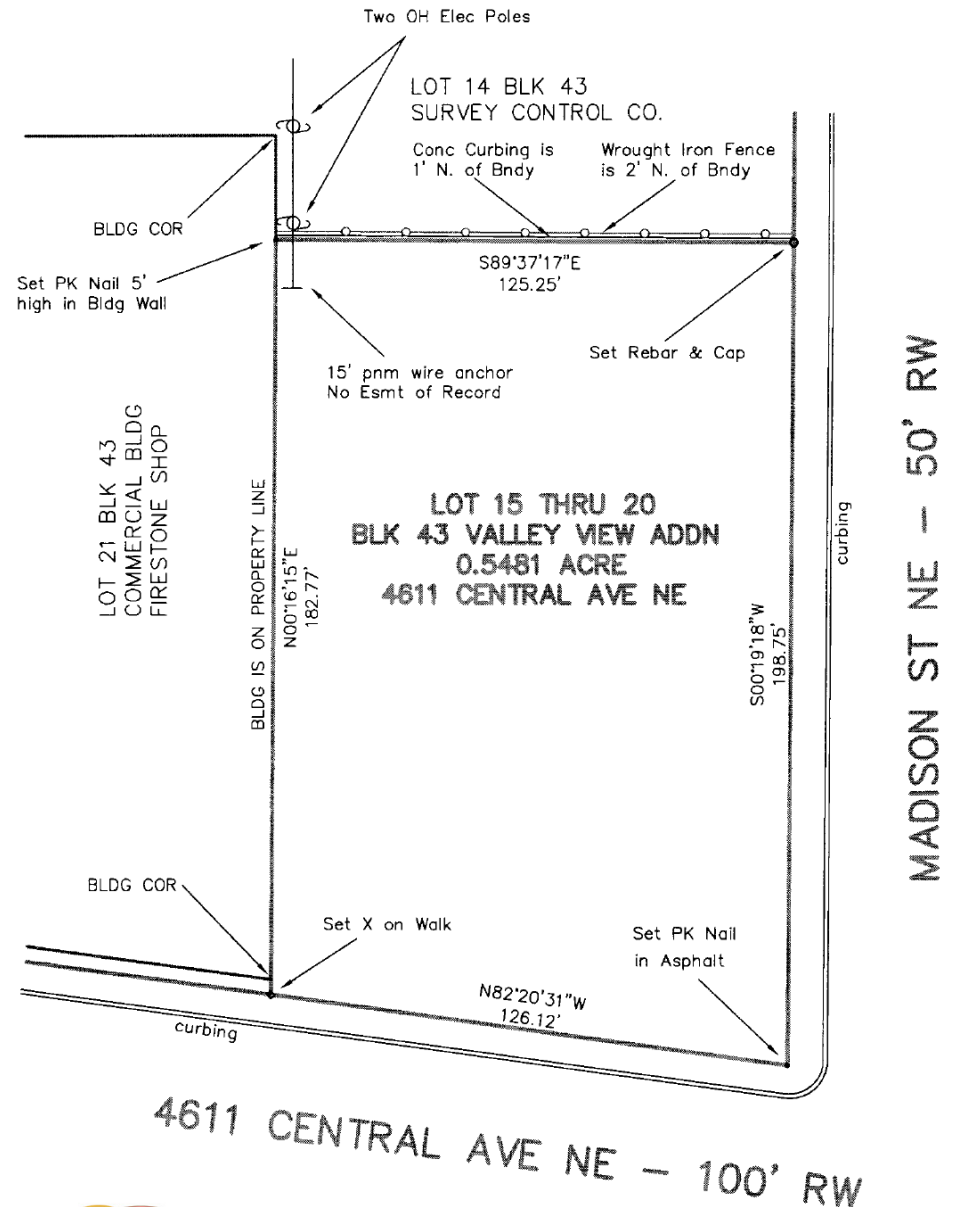 Two OH Elec Poles
LOT 14 BLK 43
SURVEY CONTROL CO.
Conc Curbing is
1' N. of Bndy
Wrought Iron Fence
is 2' N. of Bndy
BLDG COR
Set PK Nail 5'
high in Bldg Wall
S89°37'17"E
125.25'
Set Rebar & Cap
15' pnm wire anchor
No Esmt of Record
LOT 21 BLK 43
COMMERCIAL BLDG
FIRESTONE SHOP
BLDG IS ON PROPERTY LINE
N00°16'15"E
182.77'
LOT 15 THRU 20
BLK 43 VALLEY VIEW ADDN
0.5481 ACRE
4611 CENTRAL AVE NE
S00°19'18"W
198.75'
curbing
MADISON ST NE - 50' RW
BLDG COR
Set X on Walk
Set PK Nail
in Asphalt
N82°20'31"W
126.12'
curbing
4611 CENTRAL AVE NE - 100' RW